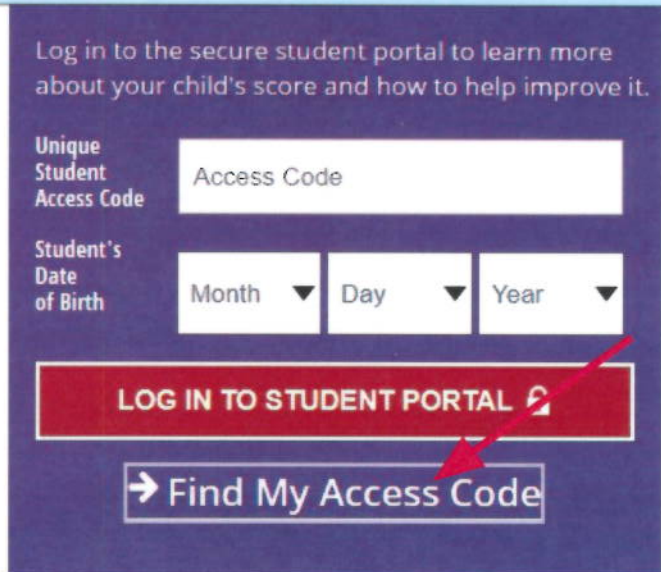 Log in to the secure student portal to learn more
about your child's score and how to help improve it.
Unique
Student
Access Code
Access Code
Student's
Date
of Birth
Month
Day
Year
LOG IN TO STUDENT PORTAL
Find My Access Code